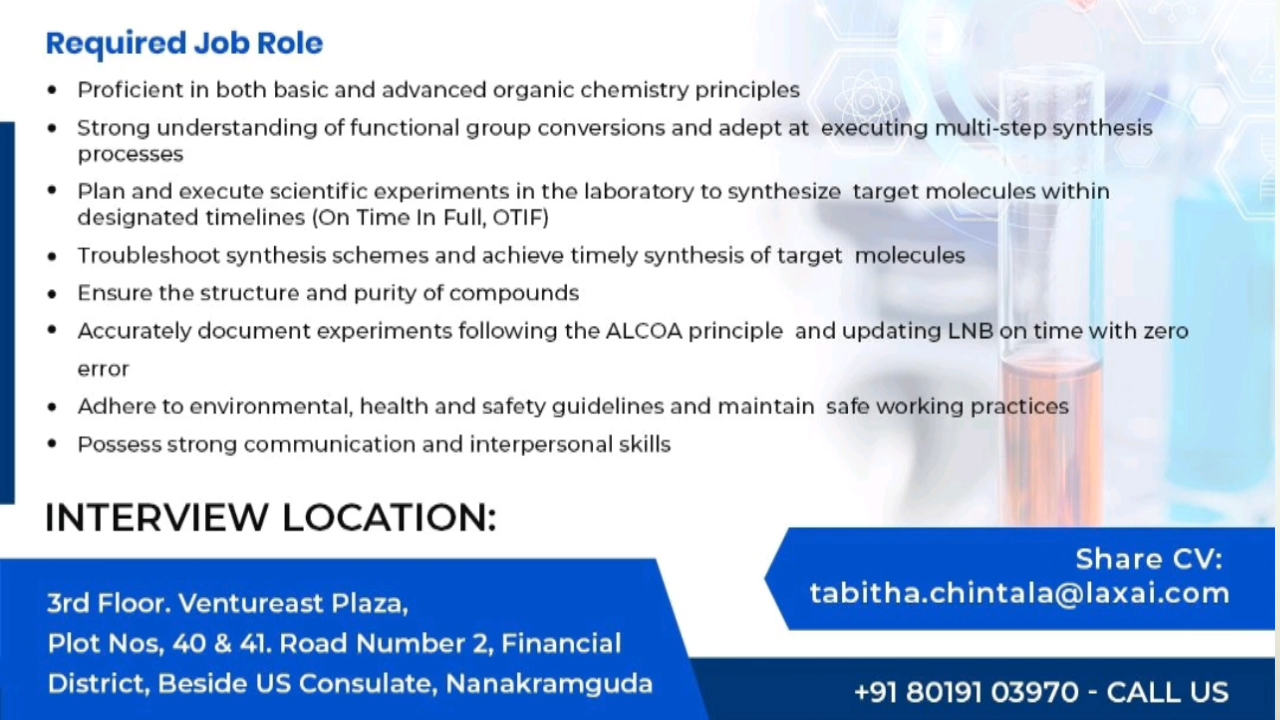 Required Job Role
• Proficient in both basic and advanced organic chemistry principles
• Strong understanding of functional group conversions and adept at executing multi-step synthesis
processes
• Plan and execute scientific experiments in the laboratory to synthesize target molecules within
designated timelines (On Time In Full, OTIF)
• Troubleshoot synthesis schemes and achieve timely synthesis of target molecules
• Ensure the structure and purity of compounds
• Accurately document experiments following the ALCOA principle and updating LNB on time with zero
error
• Adhere to environmental, health and safety guidelines and maintain safe working practices
• Possess strong communication and interpersonal skills
INTERVIEW LOCATION:
3rd Floor. Ventureast Plaza,
Plot Nos, 40 & 41. Road Number 2, Financial
District, Beside US Consulate, Nanakramguda
Share CV:
tabitha.chintala@laxai.com
+91 80191 03970 - CALL US